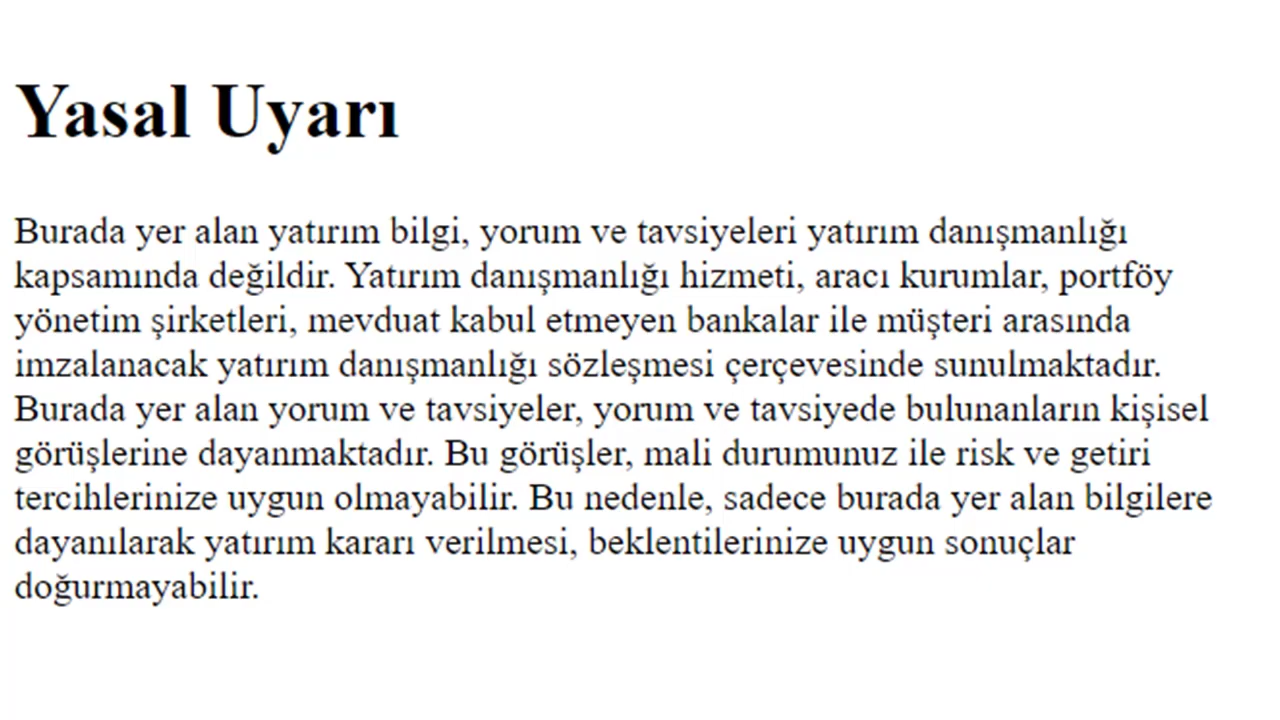 Yasal Uyarı
Burada yer alan yatırım bilgi, yorum ve tavsiyeleri yatırım danışmanlığı
kapsamında değildir. Yatırım danışmanlığı hizmeti, aracı kurumlar, portföy
yönetim şirketleri, mevduat kabul etmeyen bankalar ile müşteri arasında
imzalanacak yatırım danışmanlığı sözleşmesi çerçevesinde sunulmaktadır.
Burada yer alan yorum ve tavsiyeler, yorum ve tavsiyede bulunanların kişisel
görüşlerine dayanmaktadır. Bu görüşler, mali durumunuz ile risk ve getiri
tercihlerinize uygun olmayabilir. Bu nedenle, sadece burada yer alan bilgilere
dayanılarak yatırım kararı verilmesi, beklentilerinize uygun sonuçlar
doğurmayabilir.